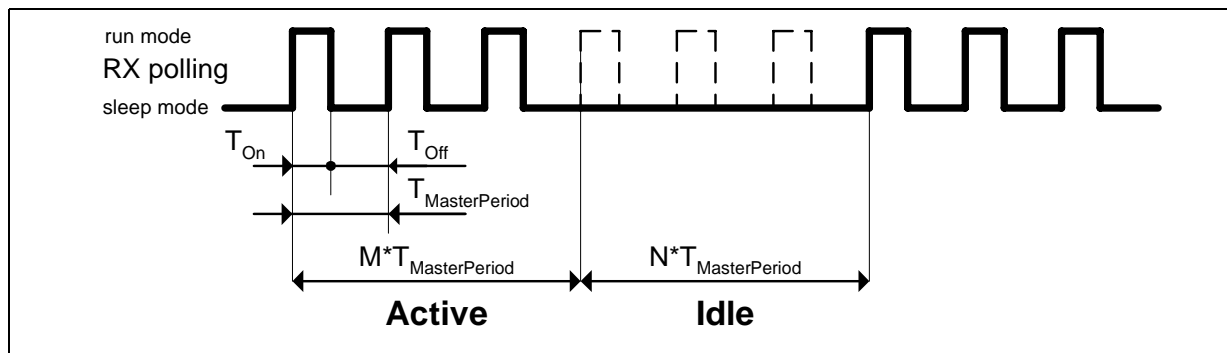 run mode
RX polling
sleep mode
TOn
TOff
TMasterPeriod
M*TMasterPeriod
N*TMasterPeriod
Active
Idle